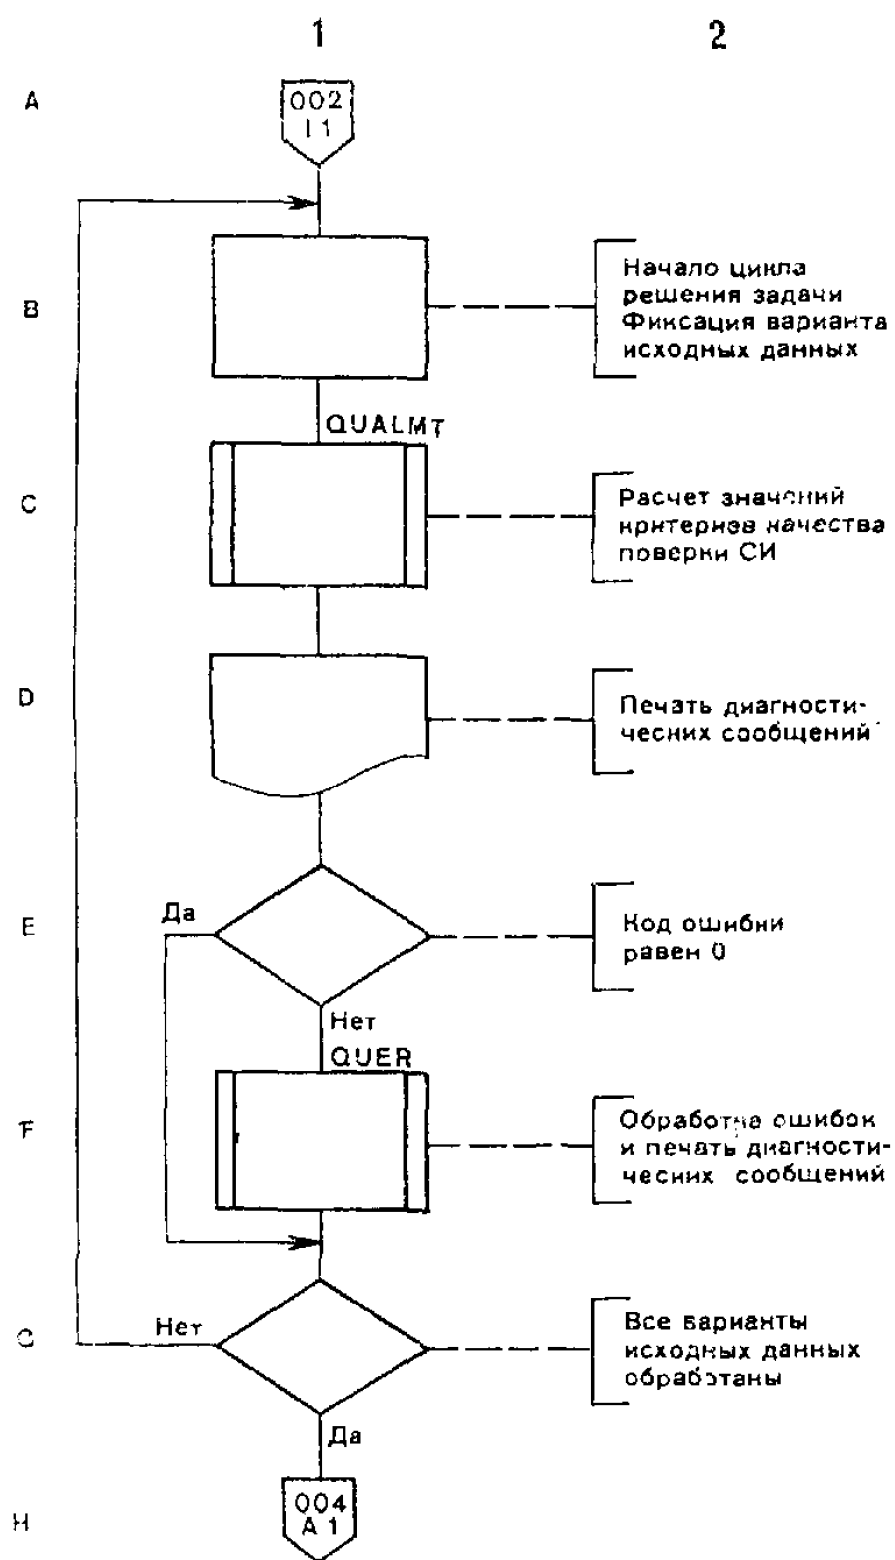 1
2
A
002
I1
B
Начало цикла
решения задачи
Фиксация варианта
исходных данных
QUALMT
C
Расчет значений
критериев качества
поверки СИ
D
Печать диагности-
ческих сообщений
E
Да
Код ошибки
равен 0
Нет
QUER
F
Обработка ошибок
и печать диагности-
ческих сообщений
G
Нет
Все варианты
исходных данных
обработаны
Да
004
A1
H